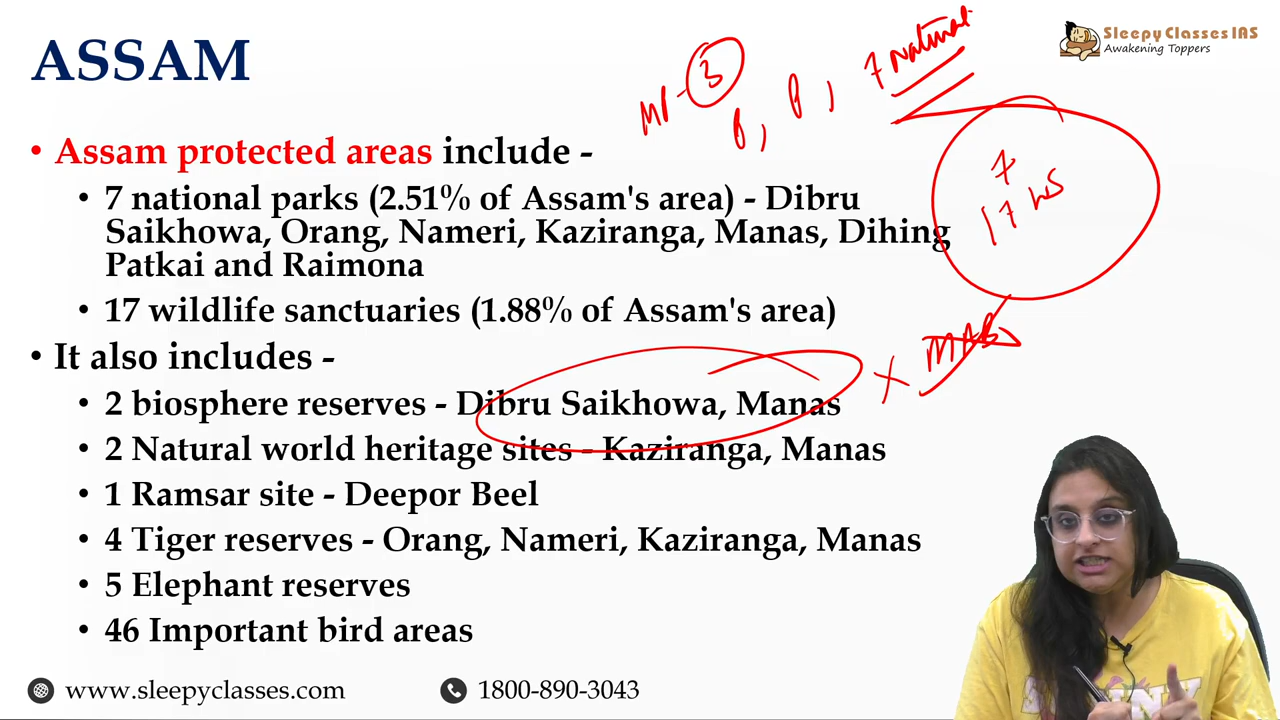 ASSAM
Sleepy Classes IAS
Awakening Toppers
MP - 3
P, P, 7 natural
7
17 WS
• Assam protected areas include -
• 7 national parks (2.51% of Assam's area) - Dibru
Saikhowa, Orang, Nameri, Kaziranga, Manas, Dihing
Patkai and Raimona
• 17 wildlife sanctuaries (1.88% of Assam's area)
• It also includes -
MAB
• 2 biosphere reserves - Dibru Saikhowa, Manas
• 2 Natural world heritage sites - Kaziranga, Manas
• 1 Ramsar site - Deepor Beel
• 4 Tiger reserves - Orang, Nameri, Kaziranga, Manas
• 5 Elephant reserves
• 46 Important bird areas
www.sleepyclasses.com
1800-890-3043